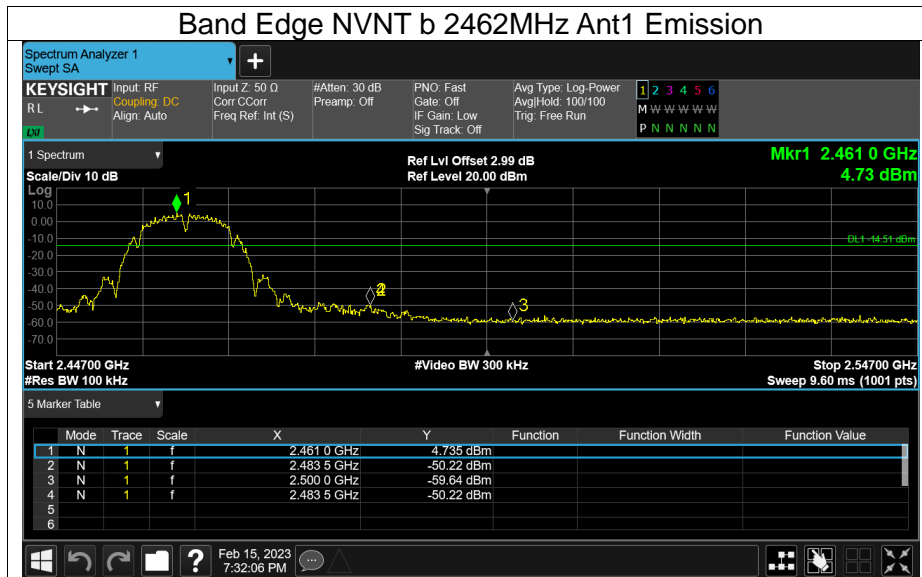 Band Edge NVNT b 2462MHz Ant1 Emission
Spectrum Analyzer 1
Swept SA
+
KEYSIGHT Input: RF Input Z: 50 Ω #Atten: 30 dB PNO: Fast Avg Type: Log-Power 1 2 3 4 5 6
RL Coupling: DC Corr CCorr Preamp: Off Gate: Off Avg|Hold: 100/100 M W W W W W
Align: Auto Freq Ref: Int (S) IF Gain: Low Trig: Free Run
LXI Sig Track: Off P N N N N N
1 Spectrum Ref Lvl Offset 2.99 dB Mkr1 2.461 0 GHz
Scale/Div 10 dB Ref Level 20.00 dBm 4.73 dBm
Log
1
10.0
0.00
-10.0 DL1 -14.51 dBm
-20.0
-30.0
-40.0
-50.0 3
-60.0
-70.0
Start 2.44700 GHz #Video BW 300 kHz Stop 2.54700 GHz
#Res BW 100 kHz Sweep 9.60 ms (1001 pts)
5 Marker Table
Mode Trace Scale X Y Function Function Width Function Value
1 N 1 f 2.461 0 GHz 4.735 dBm
2 N 1 f 2.483 5 GHz -50.22 dBm
3 N 1 f 2.500 0 GHz -59.64 dBm
4 N 1 f 2.483 5 GHz -50.22 dBm
5
6
? Feb 15, 2023
7:32:06 PM